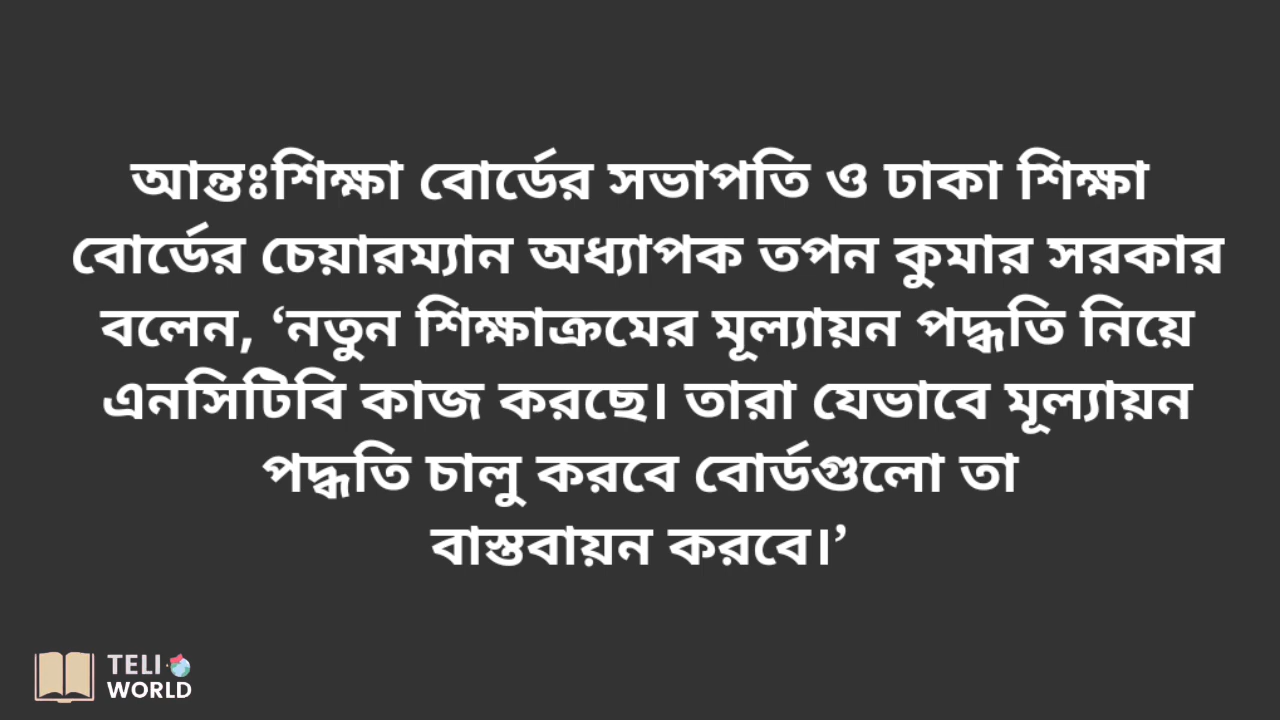 আন্তঃশিক্ষা বোর্ডের সভাপতি ও ঢাকা শিক্ষা
বোর্ডের চেয়ারম্যান অধ্যাপক তপন কুমার সরকার
বলেন, ‘নতুন শিক্ষাক্রমের মূল্যায়ন পদ্ধতি নিয়ে
এনসিটিবি কাজ করছে। তারা যেভাবে মূল্যায়ন
পদ্ধতি চালু করবে বোর্ডগুলো তা
বাস্তবায়ন করবে।’
TELI
WORLD